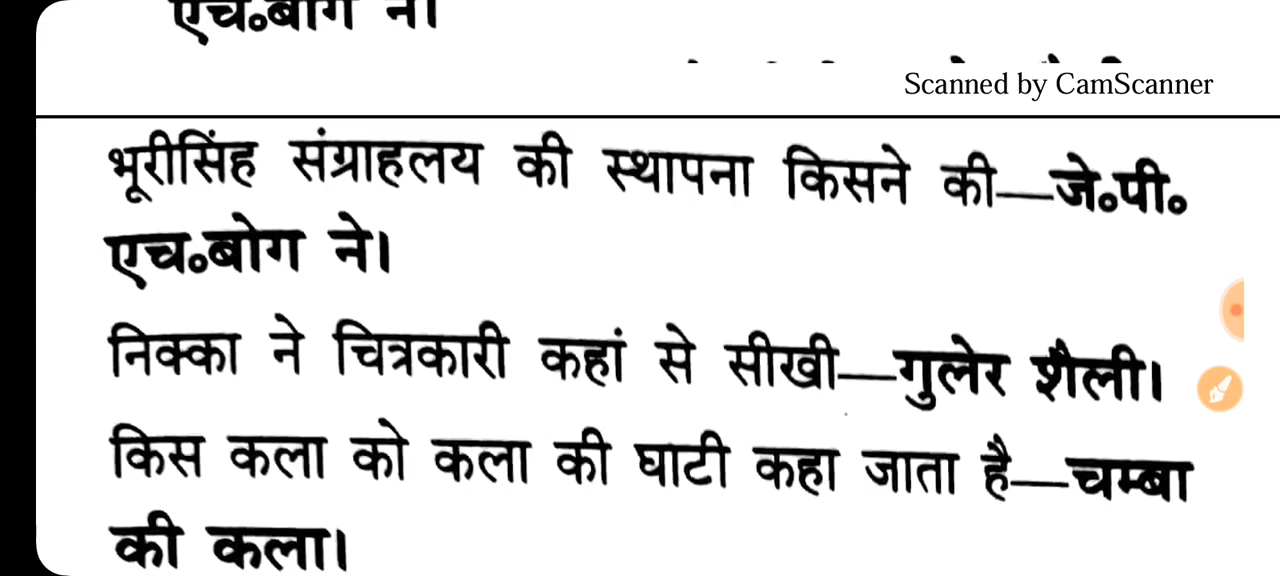 एच॰बोग ने।
Scanned by CamScanner
भूरीसिंह संग्राहलय की स्थापना किसने की—जे॰पी॰
एच॰बोग ने।
निक्का ने चित्रकारी कहां से सीखी—गुलेर शैली।
किस कला को कला की घाटी कहा जाता है—चम्बा
की कला।